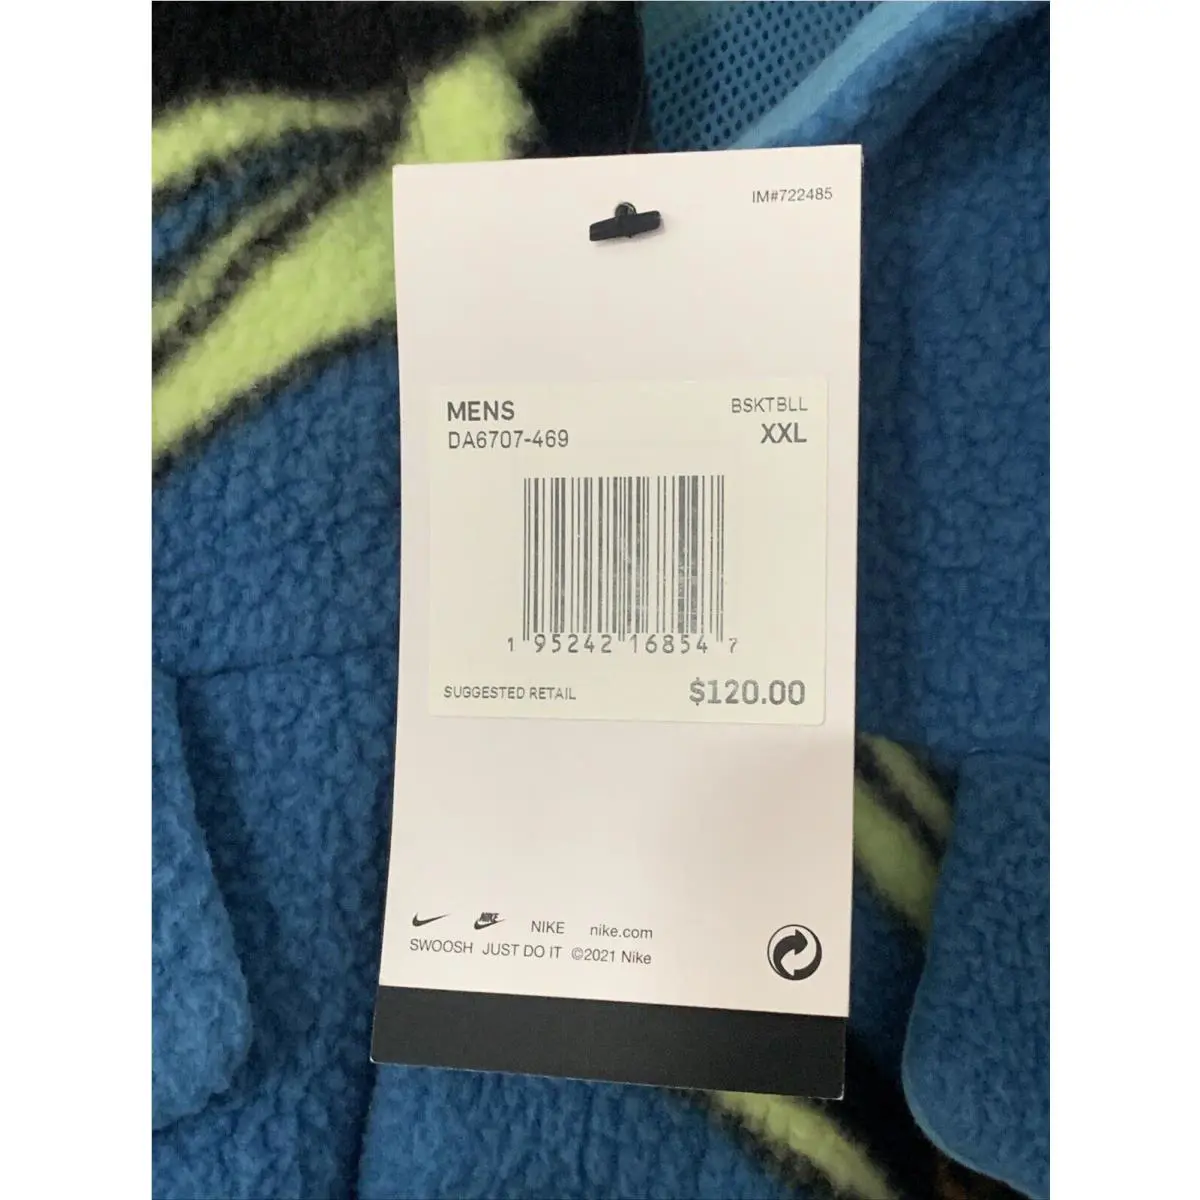 IM#722485
MENS BSKTBLL
DA6707-469 XXL
1 95242 16854 7
SUGGESTED RETAIL $120.00
NIKE NIKE nike.com
SWOOSH JUST DO IT ©2021 Nike